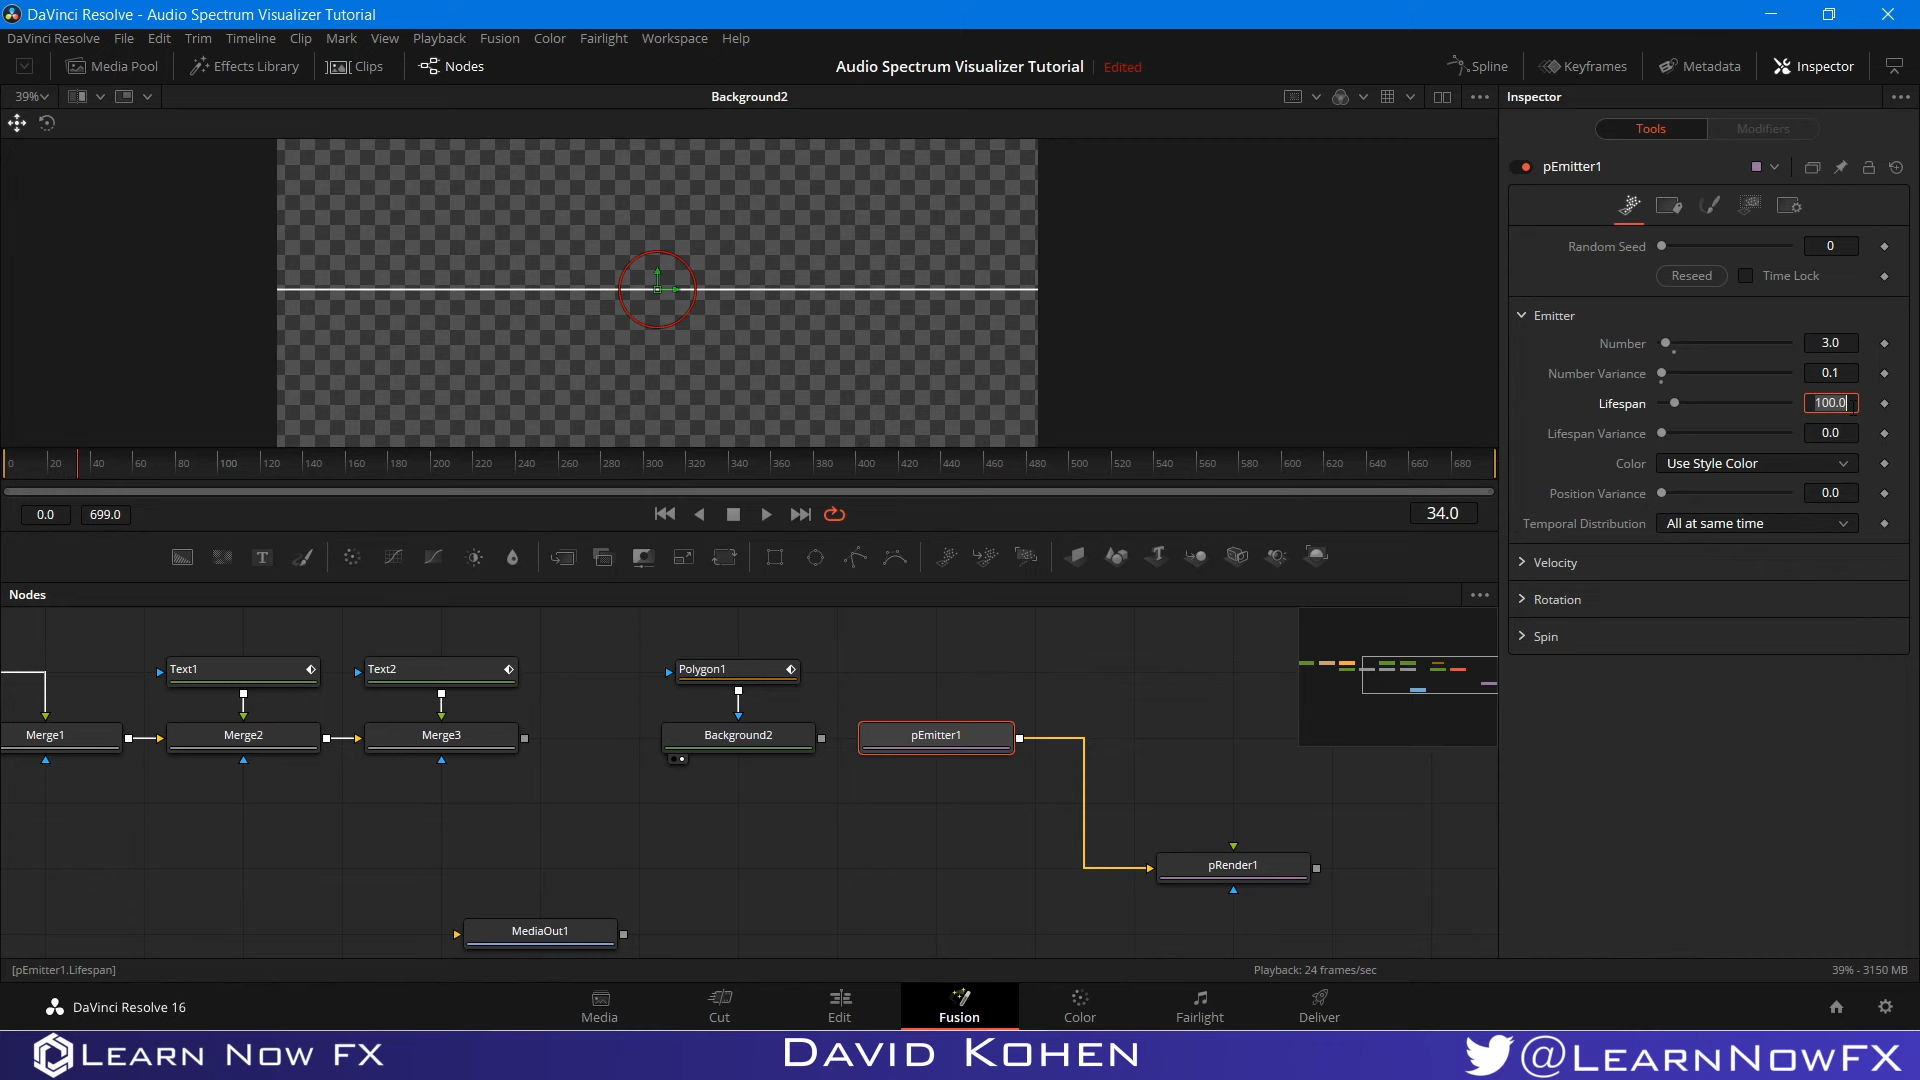 DaVinci Resolve - Audio Spectrum Visualizer Tutorial
DaVinci Resolve File Edit Trim Timeline Clip Mark View Playback Fusion Color Fairlight Workspace Help
Media Pool Effects Library Clips Nodes Audio Spectrum Visualizer Tutorial Edited Spline Keyframes Metadata Inspector
39% Background2 Inspector
Tools Modifiers
pEmitter1
Random Seed 0
Reseed Time Lock
Emitter
Number 3.0
Number Variance 0.1
Lifespan 100.0
Lifespan Variance 0.0
Color Use Style Color
Position Variance 0.0
Temporal Distribution All at same time
Velocity
Rotation
Spin
0 20 40 60 80 100 120 140 160 180 200 220 240 260 280 300 320 340 360 380 400 420 440 460 480 500 520 540 560 580 600 620 640 660 680
0.0 699.0 34.0
T T
Nodes
Text1 Text2 Polygon1
Merge1 Merge2 Merge3 Background2 pEmitter1
pRender1
MediaOut1
[pEmitter1.Lifespan] Playback: 24 frames/sec 39% - 3150 MB
DaVinci Resolve 16 Media Cut Edit Fusion Color Fairlight Deliver
Learn Now FX David Kohen @LearnNowFX